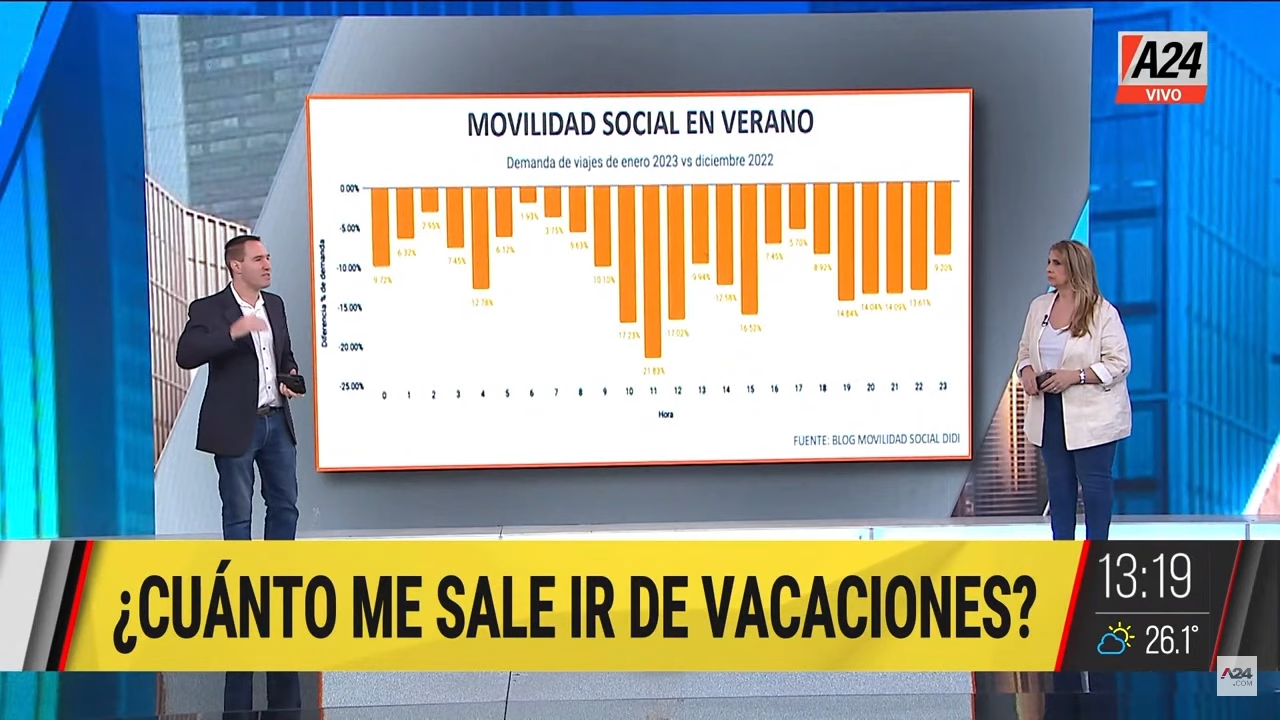 A24
VIVO
MOVILIDAD SOCIAL EN VERANO
Demanda de viajes de enero 2023 vs diciembre 2022
Diferencia % de demanda
0.00%
-5.00%
-10.00%
-15.00%
-20.00%
-25.00%
9.72%
6.32%
2.95%
7.45%
12.78%
6.12%
1.93%
3.75%
5.63%
10.10%
17.23%
21.83%
17.02%
9.94%
12.58%
16.52%
7.45%
5.70%
8.92%
14.84%
14.04%
14.09%
13.61%
9.20%
0 1 2 3 4 5 6 7 8 9 10 11 12 13 14 15 16 17 18 19 20 21 22 23
Hora
FUENTE: BLOG MOVILIDAD SOCIAL DIDI
¿CUÁNTO ME SALE IR DE VACACIONES?
13:19
26.1°
A24
.COM